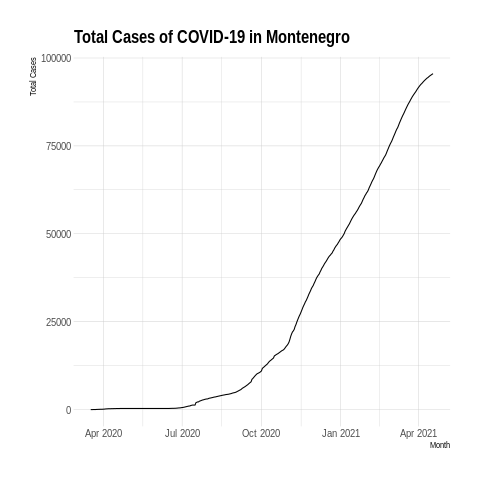 Total Cases of COVID-19 in Montenegro
Total Cases
100000
75000
50000
25000
0
Apr 2020 Jul 2020 Oct 2020 Jan 2021 Apr 2021
Month